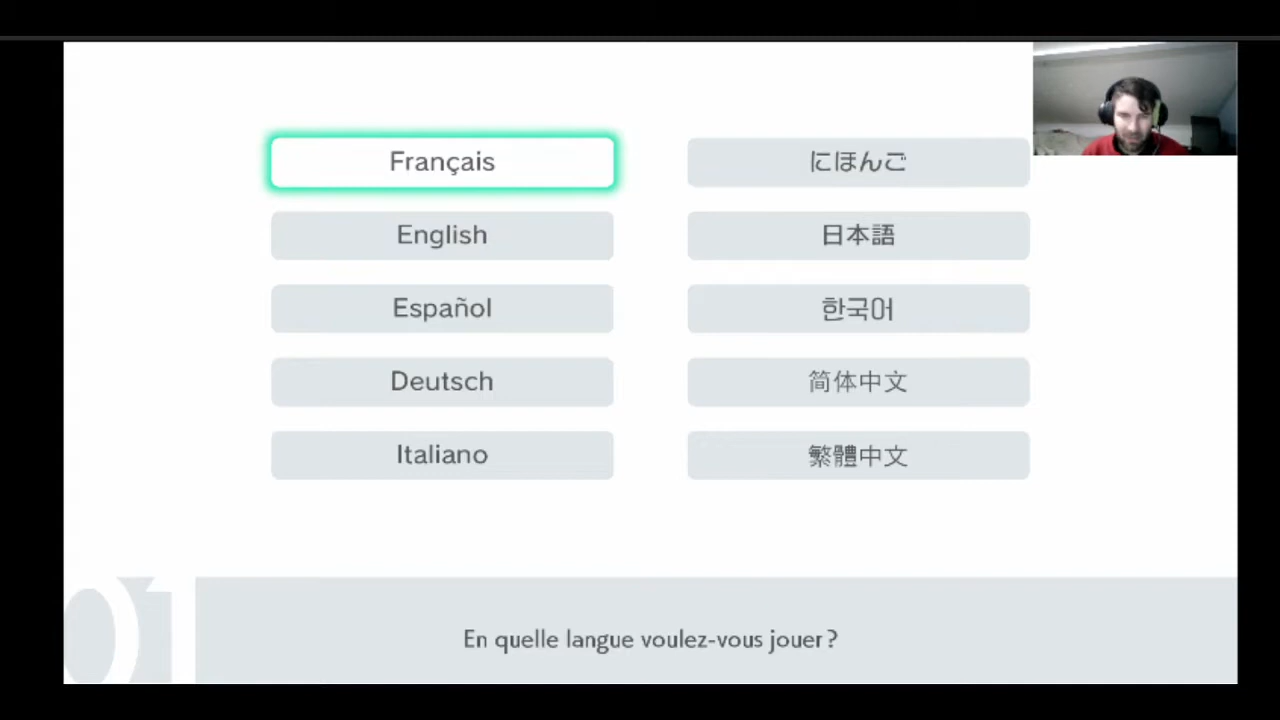 Français
English
Español
Deutsch
Italiano
にほんご
日本語
한국어
简体中文
繁體中文
01
En quelle langue voulez-vous jouer ?